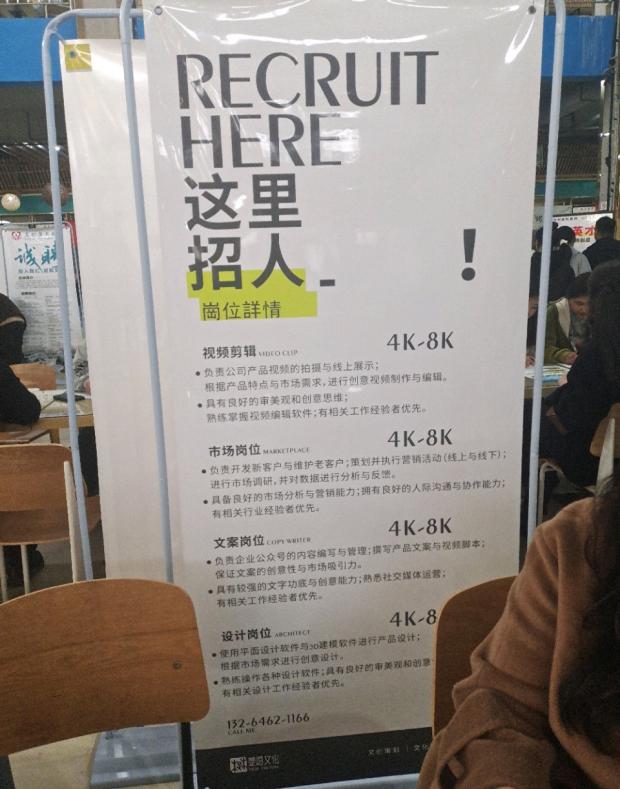 RECRUIT
HERE
这里
招人_ !
崗位詳情
视频剪辑 VIDEO CLIP 4K-8K
负责公司产品视频的拍摄与线上展示；
根据产品特点与市场需求，进行创意视频制作与编辑。
具有良好的审美观和创意思维；
熟练掌握视频编辑软件；有相关工作经验者优先。
市场岗位 MARKETPLACE 4K-8K
负责开发新客户与维护老客户；策划并执行营销活动（线上与线下）；
进行市场调研，并对数据进行分析与反馈。
具备良好的市场分析与营销能力；拥有良好的人际沟通与协作能力；
有相关行业经验者优先。
文案岗位 COPY WRITER 4K-8K
负责企业公众号的内容编写与管理；撰写产品文案与视频脚本；
保证文案的创意性与市场吸引力。
具有较强的文字功底与创意能力；熟悉社交媒体运营；
有相关工作经验者优先。
设计岗位 ARCHITECT 4K-8
使用平面设计软件与3D建模软件进行产品设计；
根据市场需求进行创意设计。
熟练操作各种设计软件；具有良好的审美观和创意
有相关设计工作经验者优先。
132-6462-1166
CALL ME
文化策划 | 文化
诚聘
英才